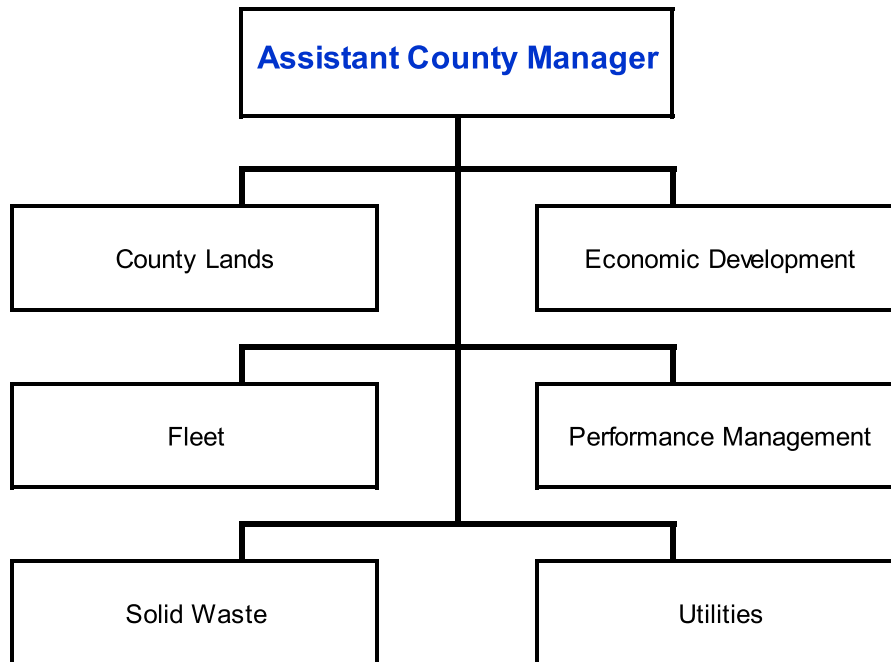 Assistant County Manager
County Lands
Economic Development
Fleet
Performance Management
Solid Waste
Utilities